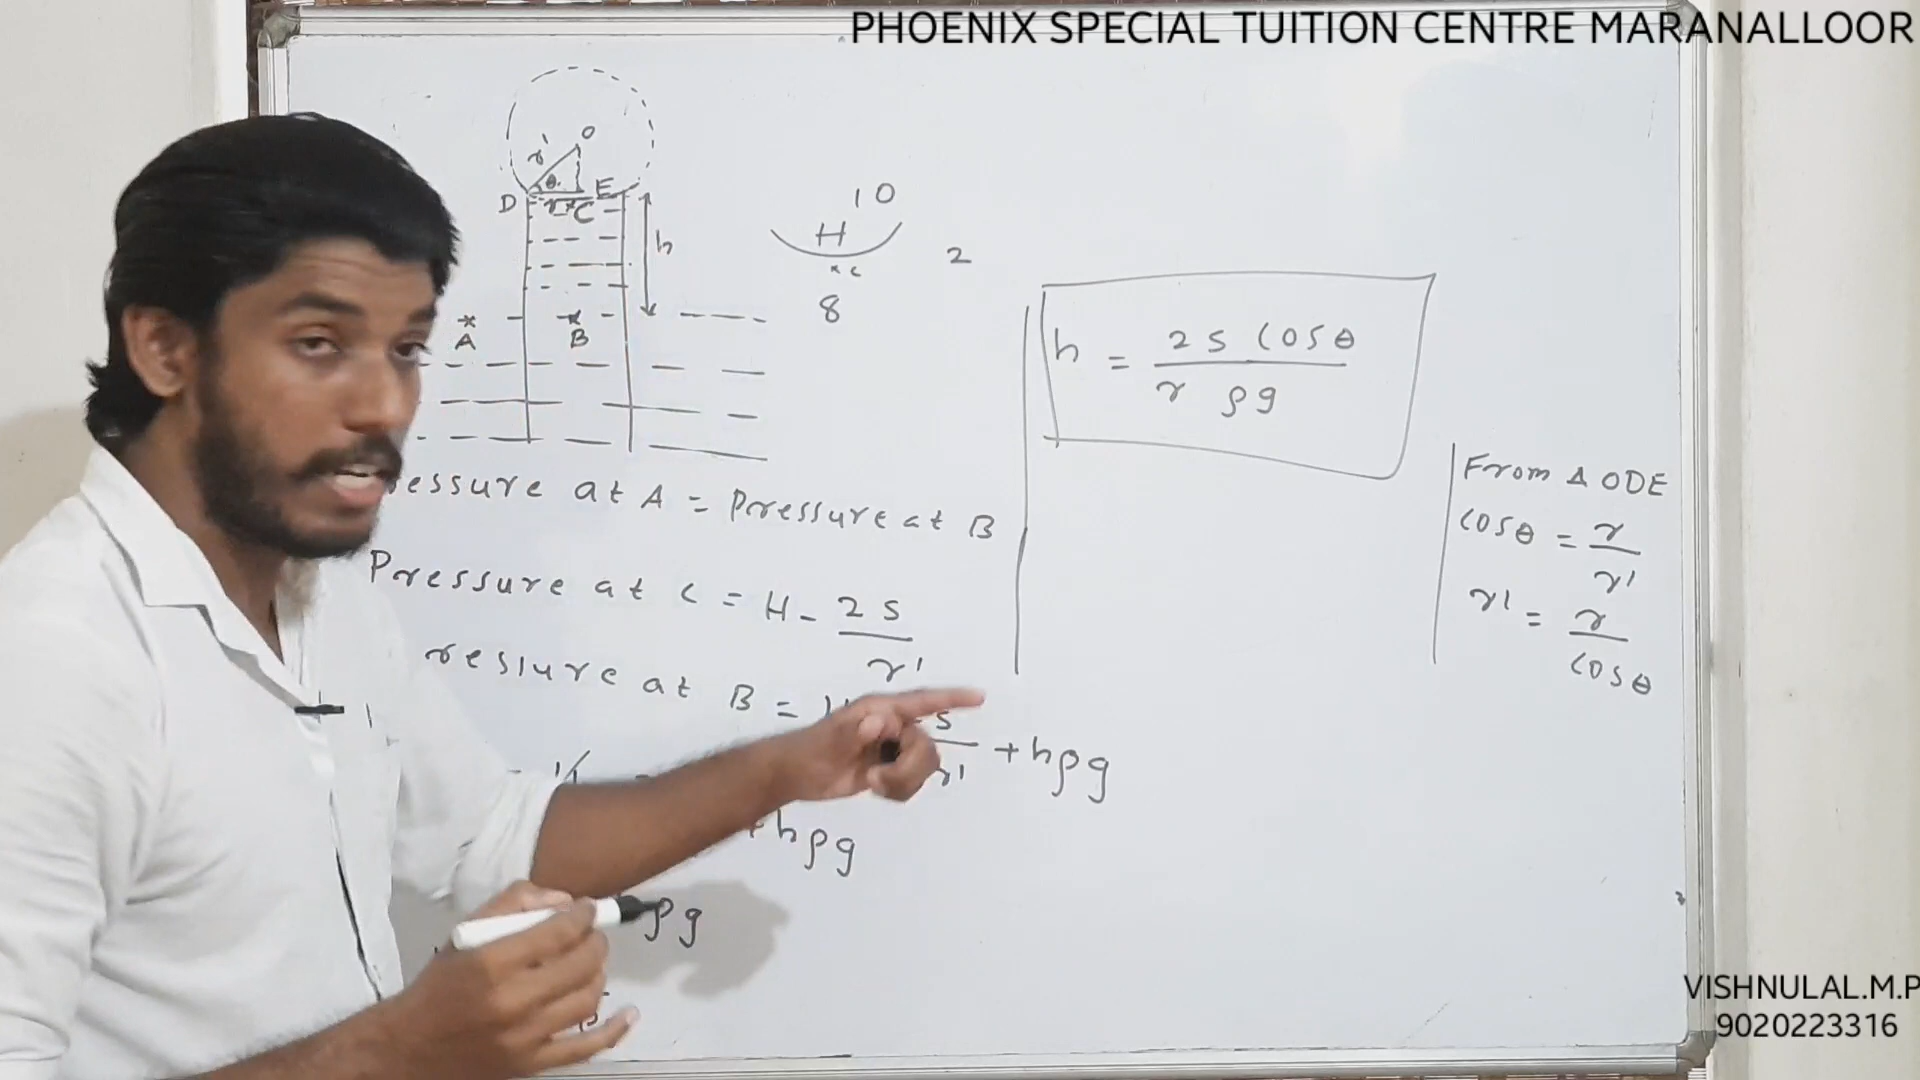 PHOENIX SPECIAL TUITION CENTRE MARANALLOOR
O
r'
θ
D E
C
h
A B
10
H
x c
8
2
h = 2s cosθ / r ρg
From Δ ODE
cosθ = r / r'
r' = r / cosθ
essure at A = Pressure at B
Pressure at c = H - 2s / r'
ressure at B = s / r' + hρg
+hρg
ρg
VISHNULAL.M.P
9020223316